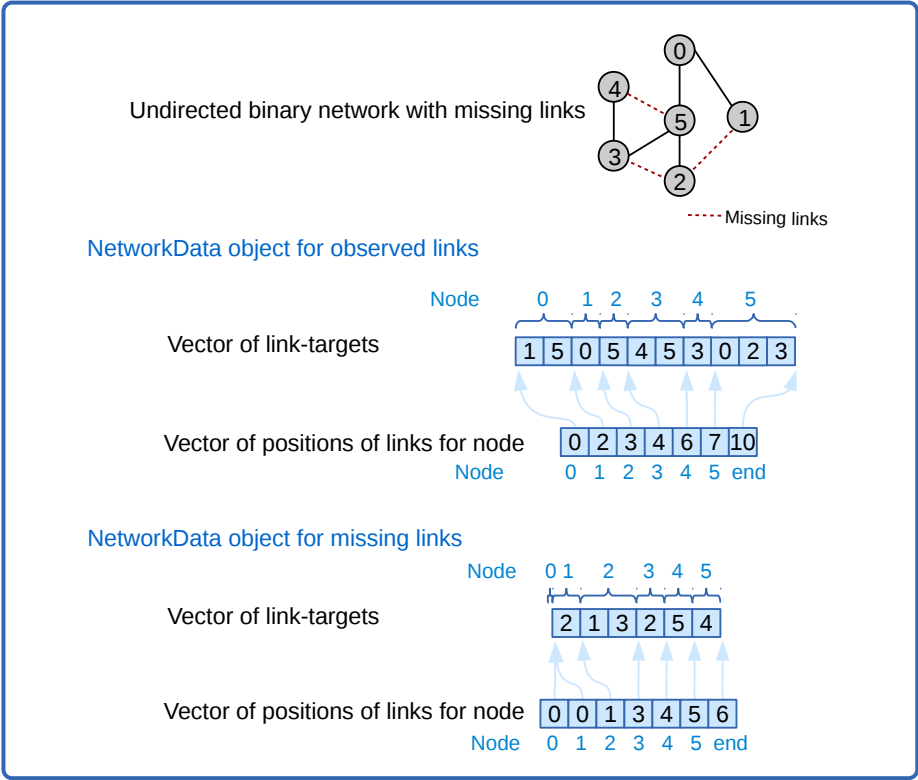 0
4
Undirected binary network with missing links
5
1
3
2
Missing links
NetworkData object for observed links
Node 0 1 2 3 4 5
Vector of link-targets 1 5 0 5 4 5 3 0 2 3
Vector of positions of links for node 0 2 3 4 6 7 10
Node 0 1 2 3 4 5 end
NetworkData object for missing links
Node 0 1 2 3 4 5
Vector of link-targets 2 1 3 2 5 4
Vector of positions of links for node 0 0 1 3 4 5 6
Node 0 1 2 3 4 5 end